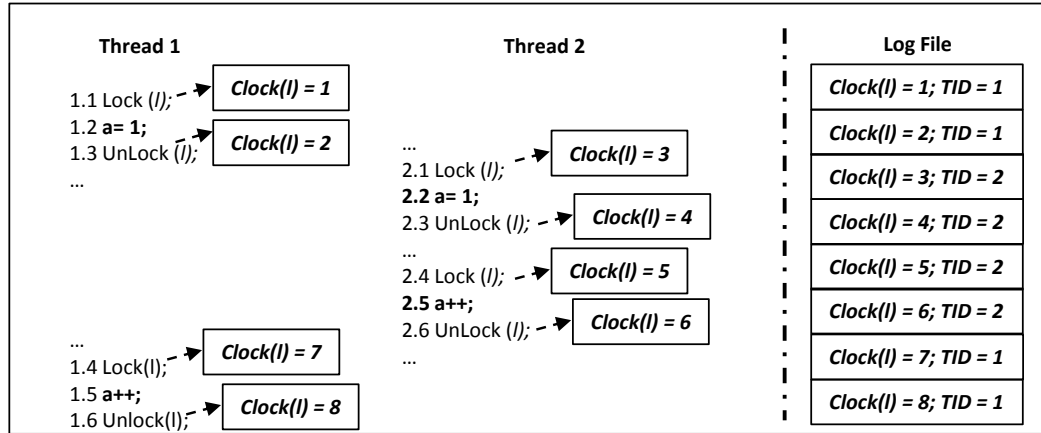 Thread 1
1.1 Lock (l);
Clock(l) = 1
1.2 a= 1;
1.3 UnLock (l);
Clock(l) = 2
...
...
1.4 Lock(l);
Clock(l) = 7
1.5 a++;
1.6 Unlock(l);
Clock(l) = 8
Thread 2
...
2.1 Lock (l);
Clock(l) = 3
2.2 a= 1;
2.3 UnLock (l);
Clock(l) = 4
...
2.4 Lock (l);
Clock(l) = 5
2.5 a++;
2.6 UnLock (l);
Clock(l) = 6
...
Log File
Clock(l) = 1; TID = 1
Clock(l) = 2; TID = 1
Clock(l) = 3; TID = 2
Clock(l) = 4; TID = 2
Clock(l) = 5; TID = 2
Clock(l) = 6; TID = 2
Clock(l) = 7; TID = 1
Clock(l) = 8; TID = 1